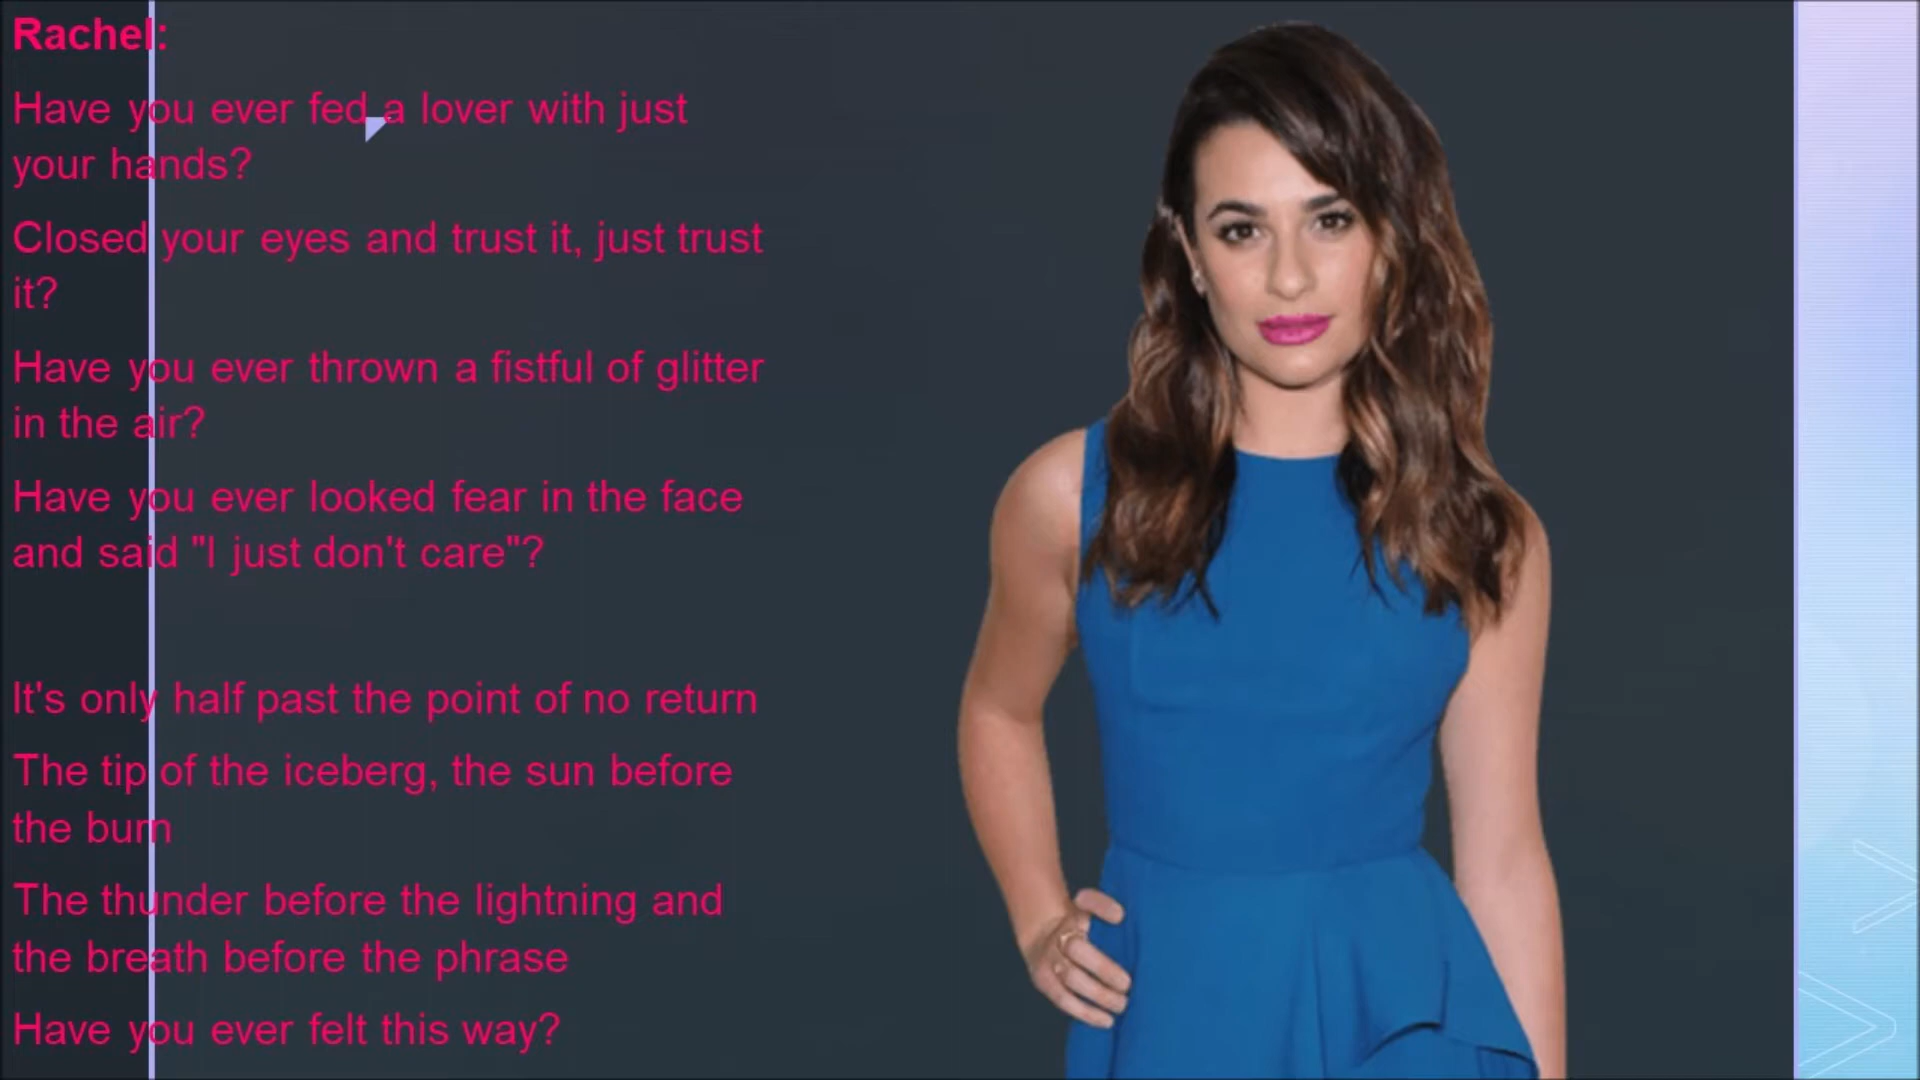 Rachel:
Have you ever fed a lover with just
your hands?
Closed your eyes and trust it, just trust
it?
Have you ever thrown a fistful of glitter
in the air?
Have you ever looked fear in the face
and said "I just don't care"?
It's only half past the point of no return
The tip of the iceberg, the sun before
the burn
The thunder before the lightning and
the breath before the phrase
Have you ever felt this way?